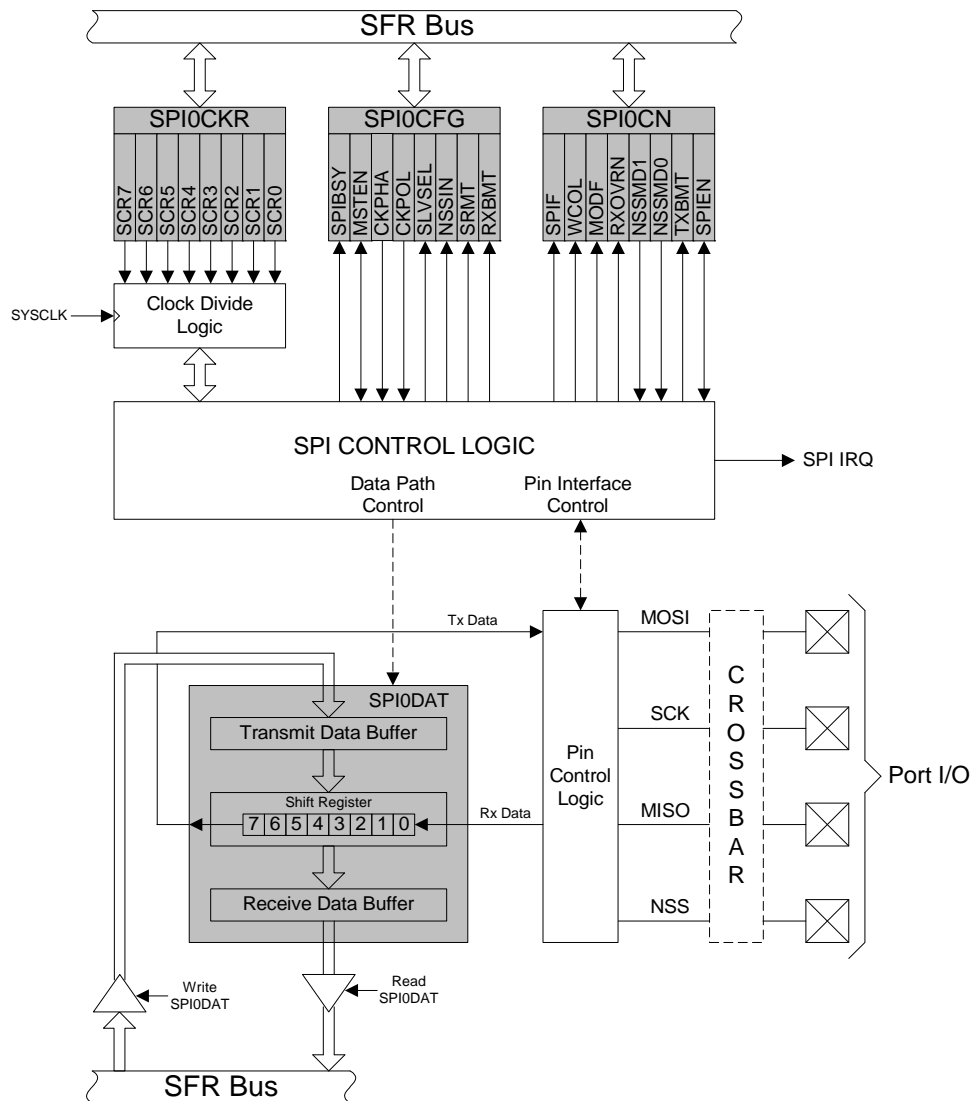 SFR Bus
SPI0CKR
SCR7
SCR6
SCR5
SCR4
SCR3
SCR2
SCR1
SCR0
SPI0CFG
SPIBSY
MSTEN
CKPHA
CKPOL
SLVSEL
NSSIN
SRMT
RXBMT
SPI0CN
SPIF
WCOL
MODF
RXOVRN
NSSMD1
NSSMD0
TXBMT
SPIEN
SYSCLK
Clock Divide
Logic
SPI CONTROL LOGIC
Data Path
Control
Pin Interface
Control
SPI IRQ
Tx Data
MOSI
SPI0DAT
Transmit Data Buffer
SCK
Shift Register
7 6 5 4 3 2 1 0
Rx Data
Pin
Control
Logic
MISO
CROSSBAR
Port I/O
Receive Data Buffer
NSS
Write
SPI0DAT
Read
SPI0DAT
SFR Bus